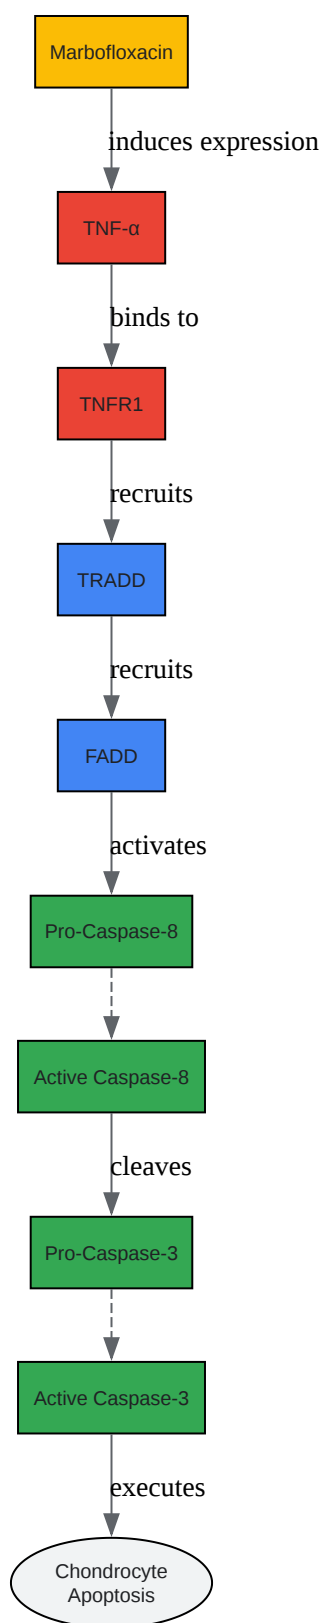 Marbofloxacin
induces expression
TNF-α
binds to
TNFR1
recruits
TRADD
recruits
FADD
activates
Pro-Caspase-8
Active Caspase-8
cleaves
Pro-Caspase-3
Active Caspase-3
executes
Chondrocyte
Apoptosis